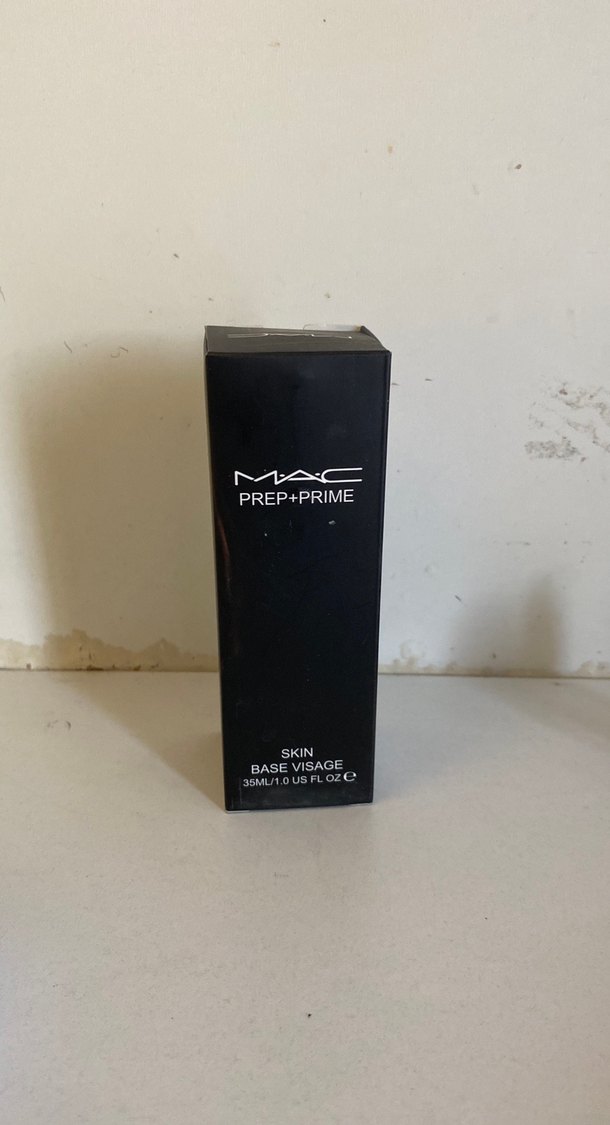 M·A·C
PREP+PRIME
SKIN
BASE VISAGE
35ML/1.0 US FL OZ ℮